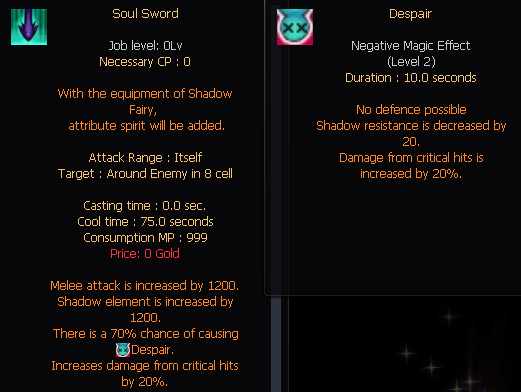 Soul Sword
Job level: 0Lv
Necessary CP : 0
With the equipment of Shadow
Fairy,
attribute spirit will be added.
Attack Range : Itself
Target : Around Enemy in 8 cell
Casting time : 0.0 sec.
Cool time : 75.0 seconds
Consumption MP : 999
Price: 0 Gold
Melee attack is increased by 1200.
Shadow element is increased by
1200.
There is a 70% chance of causing
Despair.
Increases damage from critical hits
by 20%.
Despair
Negative Magic Effect
(Level 2)
Duration : 10.0 seconds
No defence possible
Shadow resistance is decreased by
20.
Damage from critical hits is
increased by 20%.